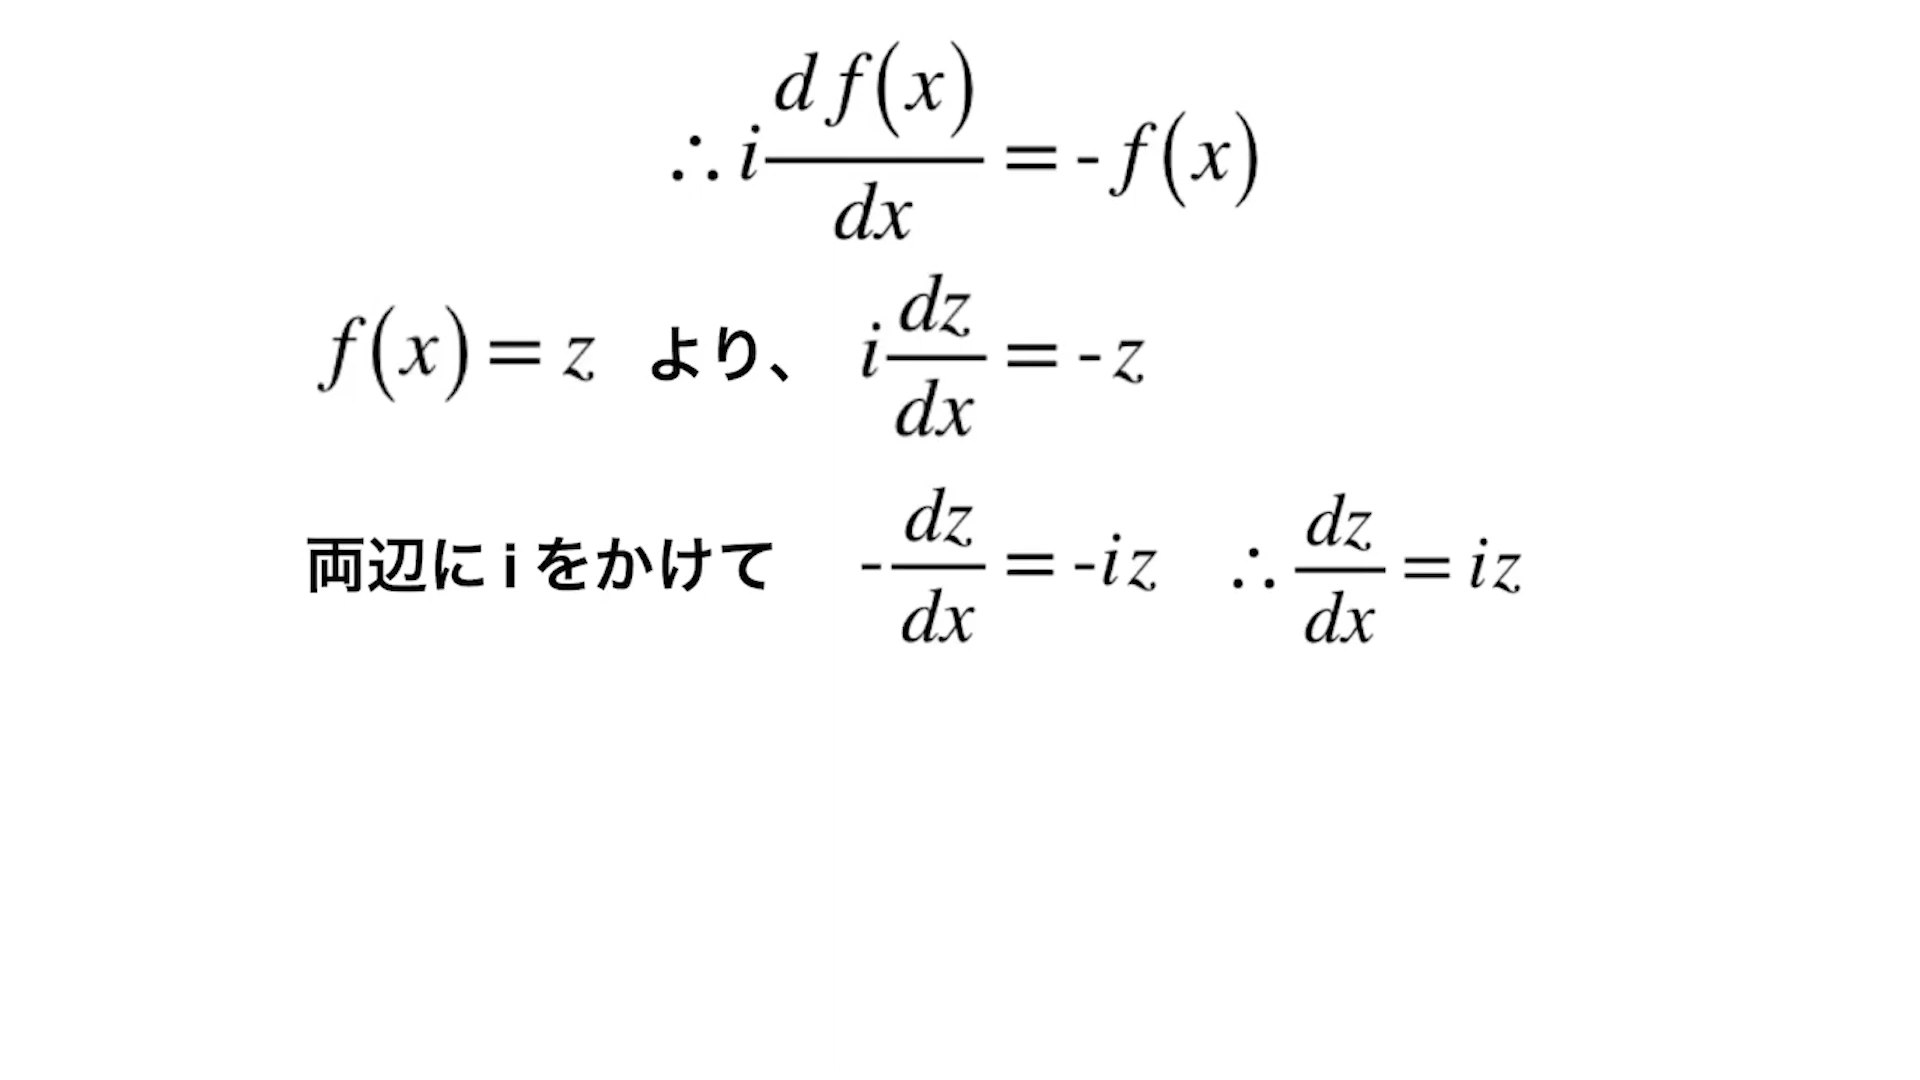 ∴ i df(x)/dx = -f(x)
f(x) = z より、 i dz/dx = -z
両辺に i をかけて -dz/dx = -iz ∴ dz/dx = iz